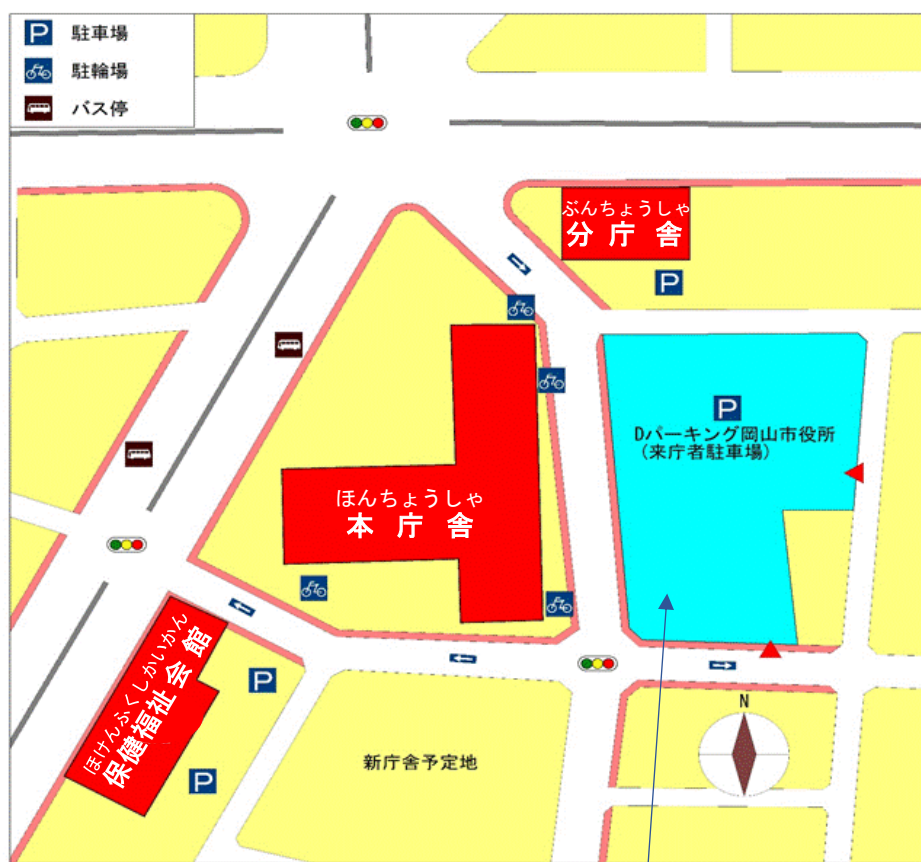 P 駐車場
駐輪場
バス停
ぶんちょうしゃ
分庁舎
P
P
Dパーキング岡山市役所
(来庁者駐車場)
ほんちょうしゃ
本庁舎
ほけんふくしかいかん
保健福祉会館
P
P
新庁舎予定地
N